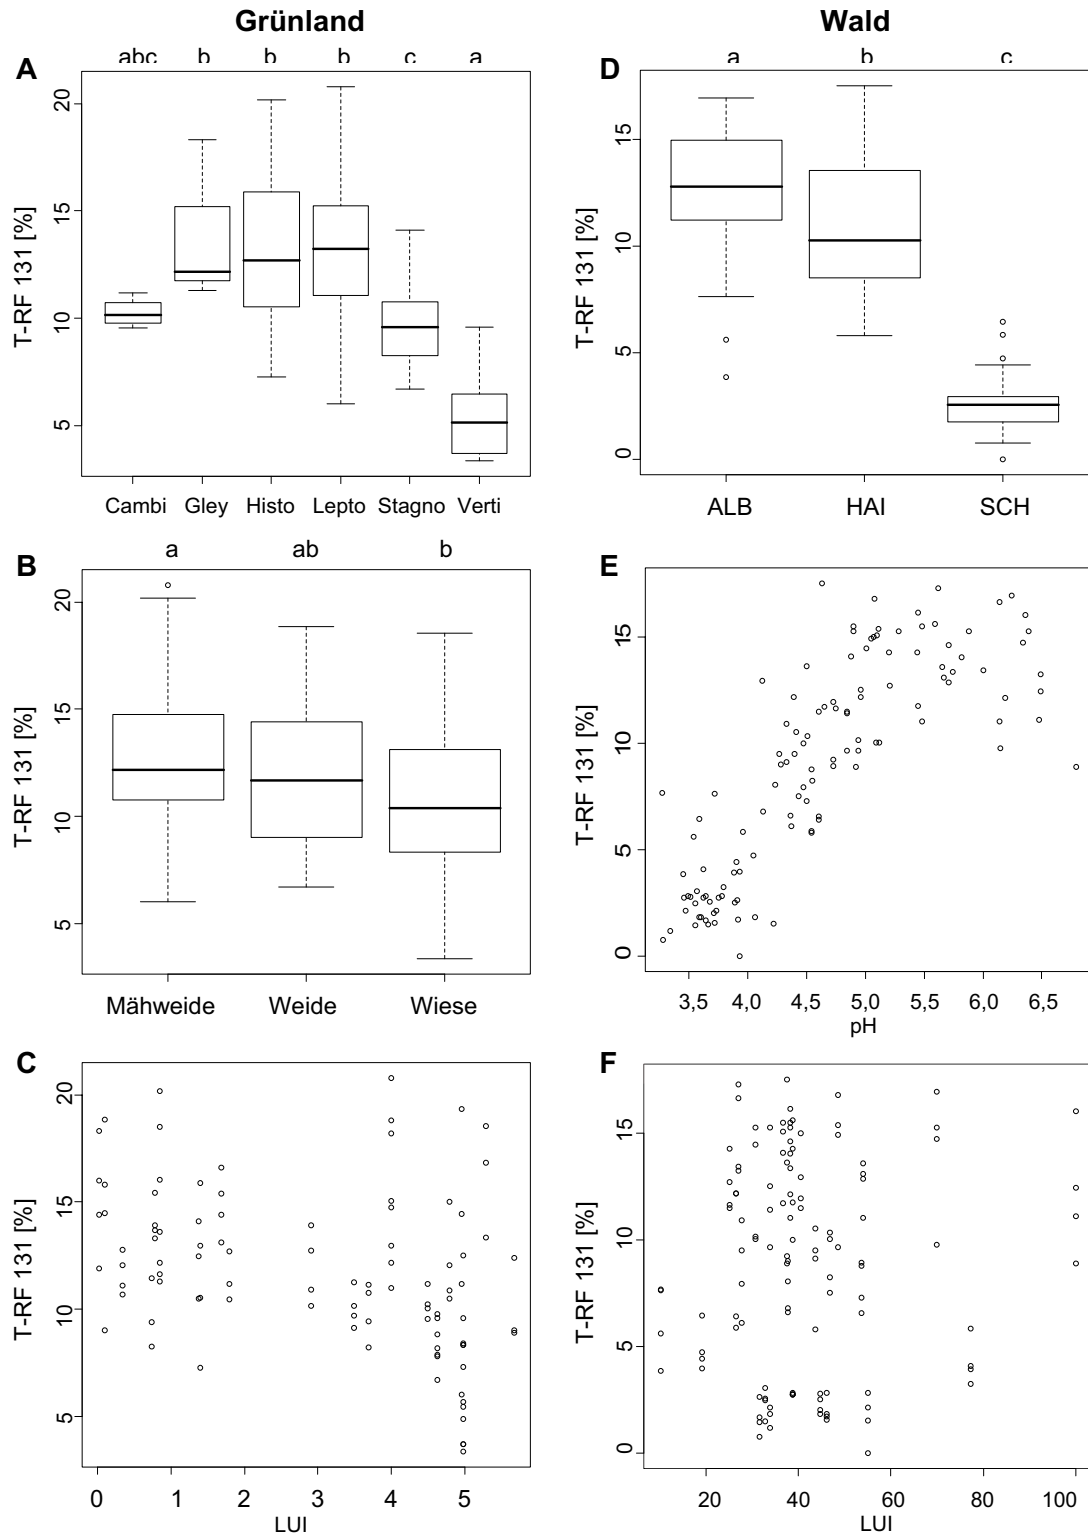 Grünland
Wald
A
abc b b b c a
T-RF 131 [%]
20
15
10
5
Cambi Gley Histo Lepto Stagno Verti
D
a b c
T-RF 131 [%]
15
10
5
0
ALB HAI SCH
B
a ab b
T-RF 131 [%]
20
15
10
5
Mähweide Weide Wiese
E
T-RF 131 [%]
15
10
5
0
3,5 4,0 4,5 5,0 5,5 6,0 6,5
pH
C
T-RF 131 [%]
20
15
10
5
0 1 2 3 4 5
LUI
F
T-RF 131 [%]
15
10
5
0
20 40 60 80 100
LUI